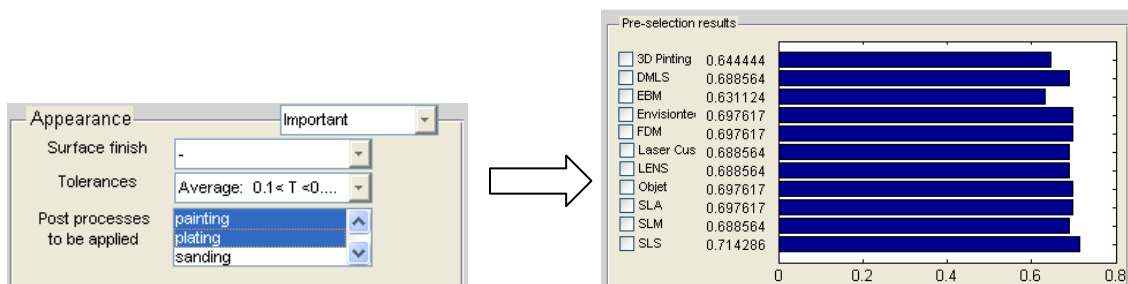 Appearance
Important
Surface finish
-
Tolerances
Average: 0.1< T <0....
Post processes
to be applied
painting
plating
sanding
Pre-selection results
3D Pinting 0.644444
DMLS 0.688564
EBM 0.631124
Envisionte 0.697617
FDM 0.697617
Laser Cus 0.688564
LENS 0.688564
Objet 0.697617
SLA 0.697617
SLM 0.688564
SLS 0.714286
0 0.2 0.4 0.6 0.8